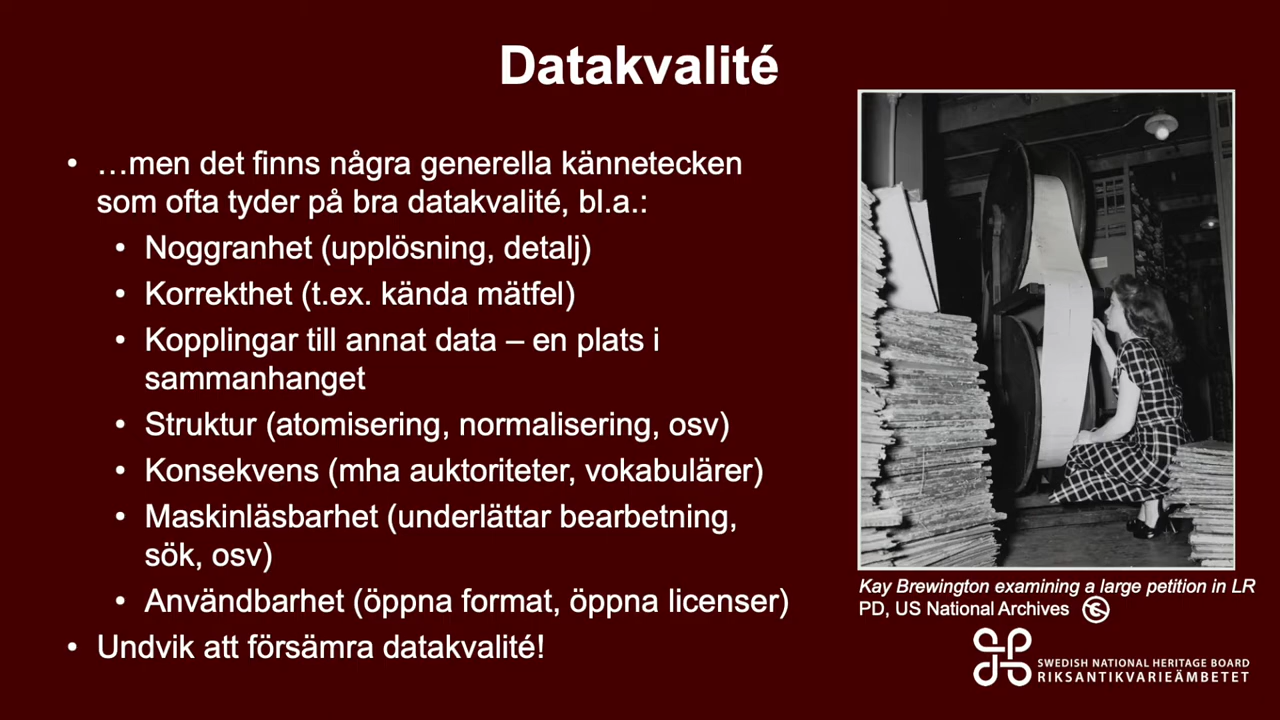 Datakvalité
• …men det finns några generella kännetecken
som ofta tyder på bra datakvalité, bl.a.:
• Noggranhet (upplösning, detalj)
• Korrekthet (t.ex. kända mätfel)
• Kopplingar till annat data – en plats i
sammanhanget
• Struktur (atomisering, normalisering, osv)
• Konsekvens (mha auktoriteter, vokabulärer)
• Maskinläsbarhet (underlättar bearbetning,
sök, osv)
• Användbarhet (öppna format, öppna licenser)
• Undvik att försämra datakvalité!
Kay Brewington examining a large petition in LR
PD, US National Archives
SWEDISH NATIONAL HERITAGE BOARD
RIKSANTIKVARIEÄMBETET